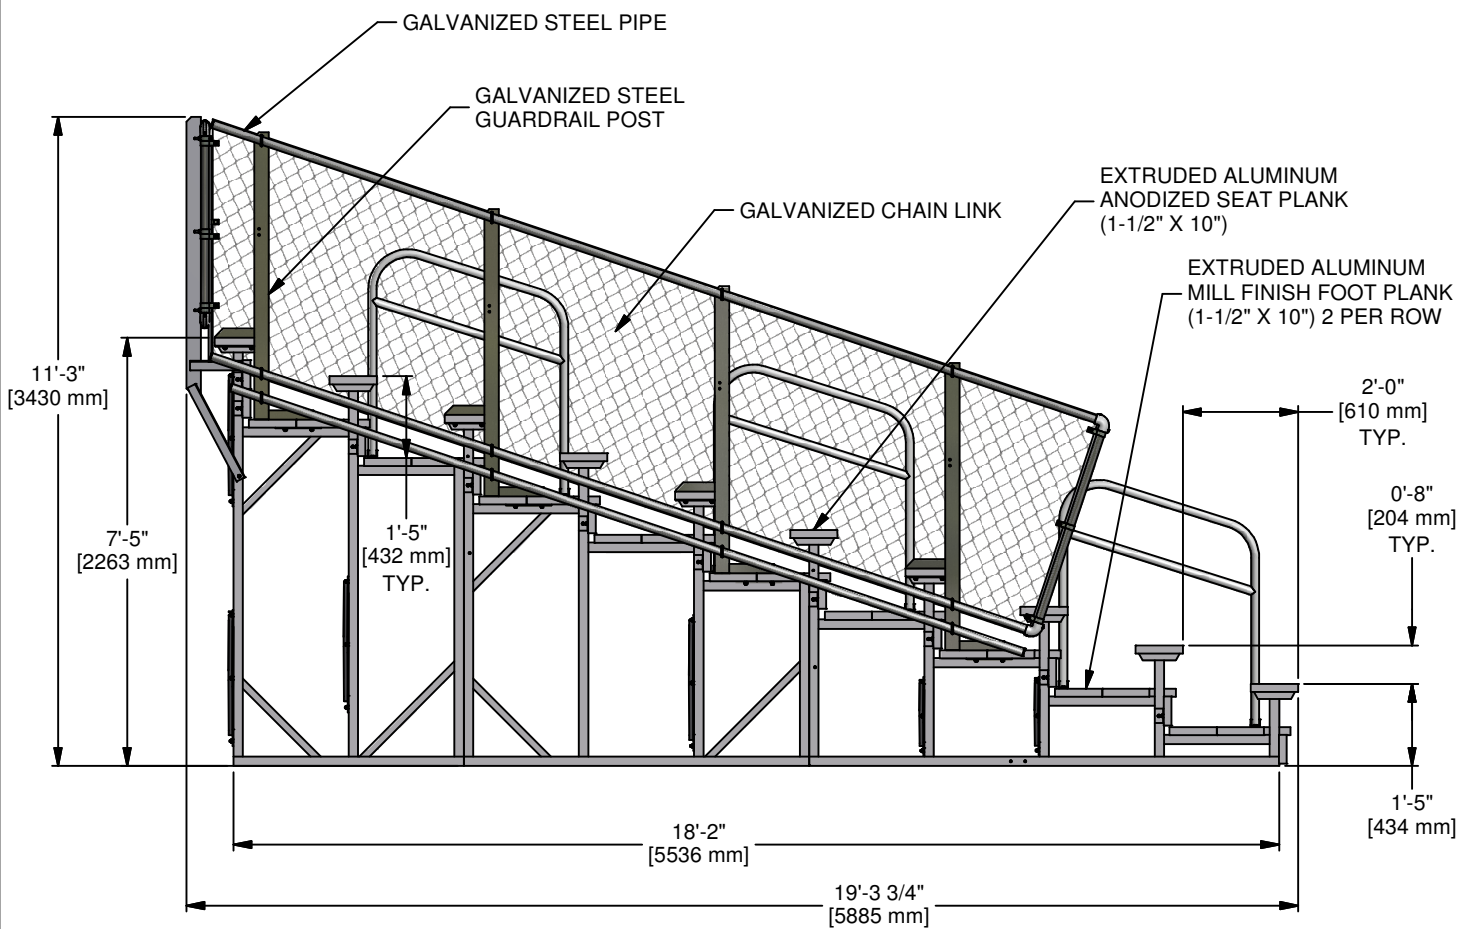 GALVANIZED STEEL PIPE
GALVANIZED STEEL
GUARDRAIL POST
GALVANIZED CHAIN LINK
EXTRUDED ALUMINUM
ANODIZED SEAT PLANK
(1-1/2" X 10")
EXTRUDED ALUMINUM
MILL FINISH FOOT PLANK
(1-1/2" X 10") 2 PER ROW
11'-3"
[3430 mm]
7'-5"
[2263 mm]
1'-5"
[432 mm]
TYP.
2'-0"
[610 mm]
TYP.
0'-8"
[204 mm]
TYP.
1'-5"
[434 mm]
18'-2"
[5536 mm]
19'-3 3/4"
[5885 mm]